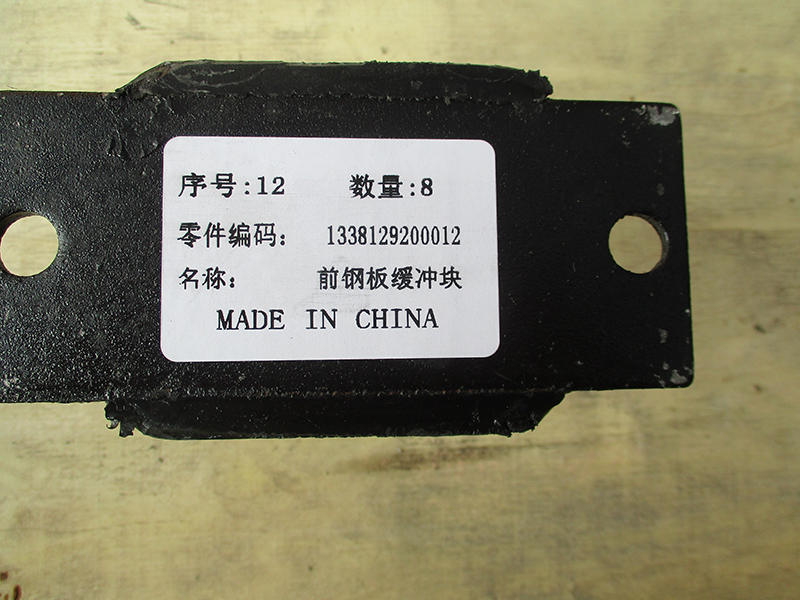 序号:12 数量:8
零件编码: 1338129200012
名称: 前钢板缓冲块
MADE IN CHINA